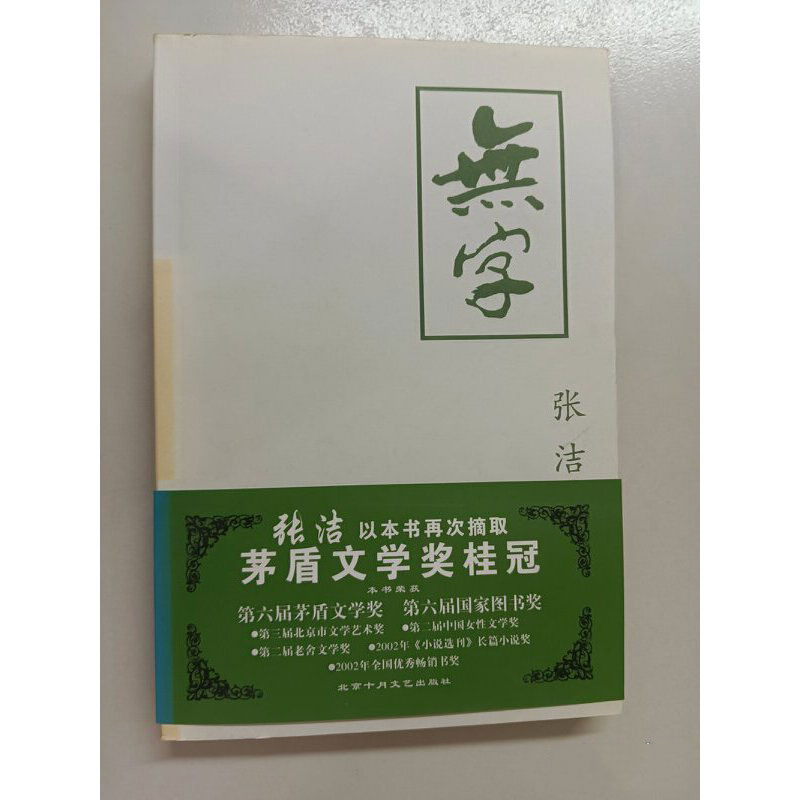 無字
张洁
张洁 以本书再次摘取
茅盾文学奖桂冠
本书荣获
第六届茅盾文学奖 第六届国家图书奖
●第三届北京市文学艺术奖 ●第二届中国女性文学奖
●第二届老舍文学奖 ●2002年《小说选刊》长篇小说奖
●2002年全国优秀畅销书奖
北京十月文艺出版社